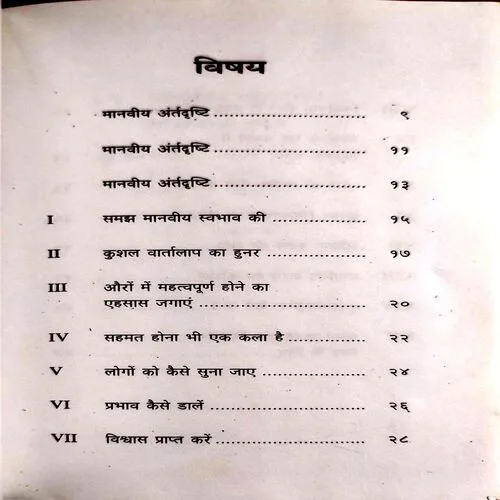 विषय
मानवीय अंर्तदृष्टि .................................. ९
मानवीय अंर्तदृष्टि .................................. ११
मानवीय अंर्तदृष्टि .................................. १३
I समझ मानवीय स्वभाव की .................... १५
II कुशल वार्तालाप का हुनर ...................... १७
III औरों में महत्वपूर्ण होने का
एहसास जगाएं .................................... २०
IV सहमत होना भी एक कला है ................. २२
V लोगों को कैसे सुना जाए ....................... २४
VI प्रभाव कैसे डालें .................................. २६
VII विश्वास प्राप्त करें ................................ २८